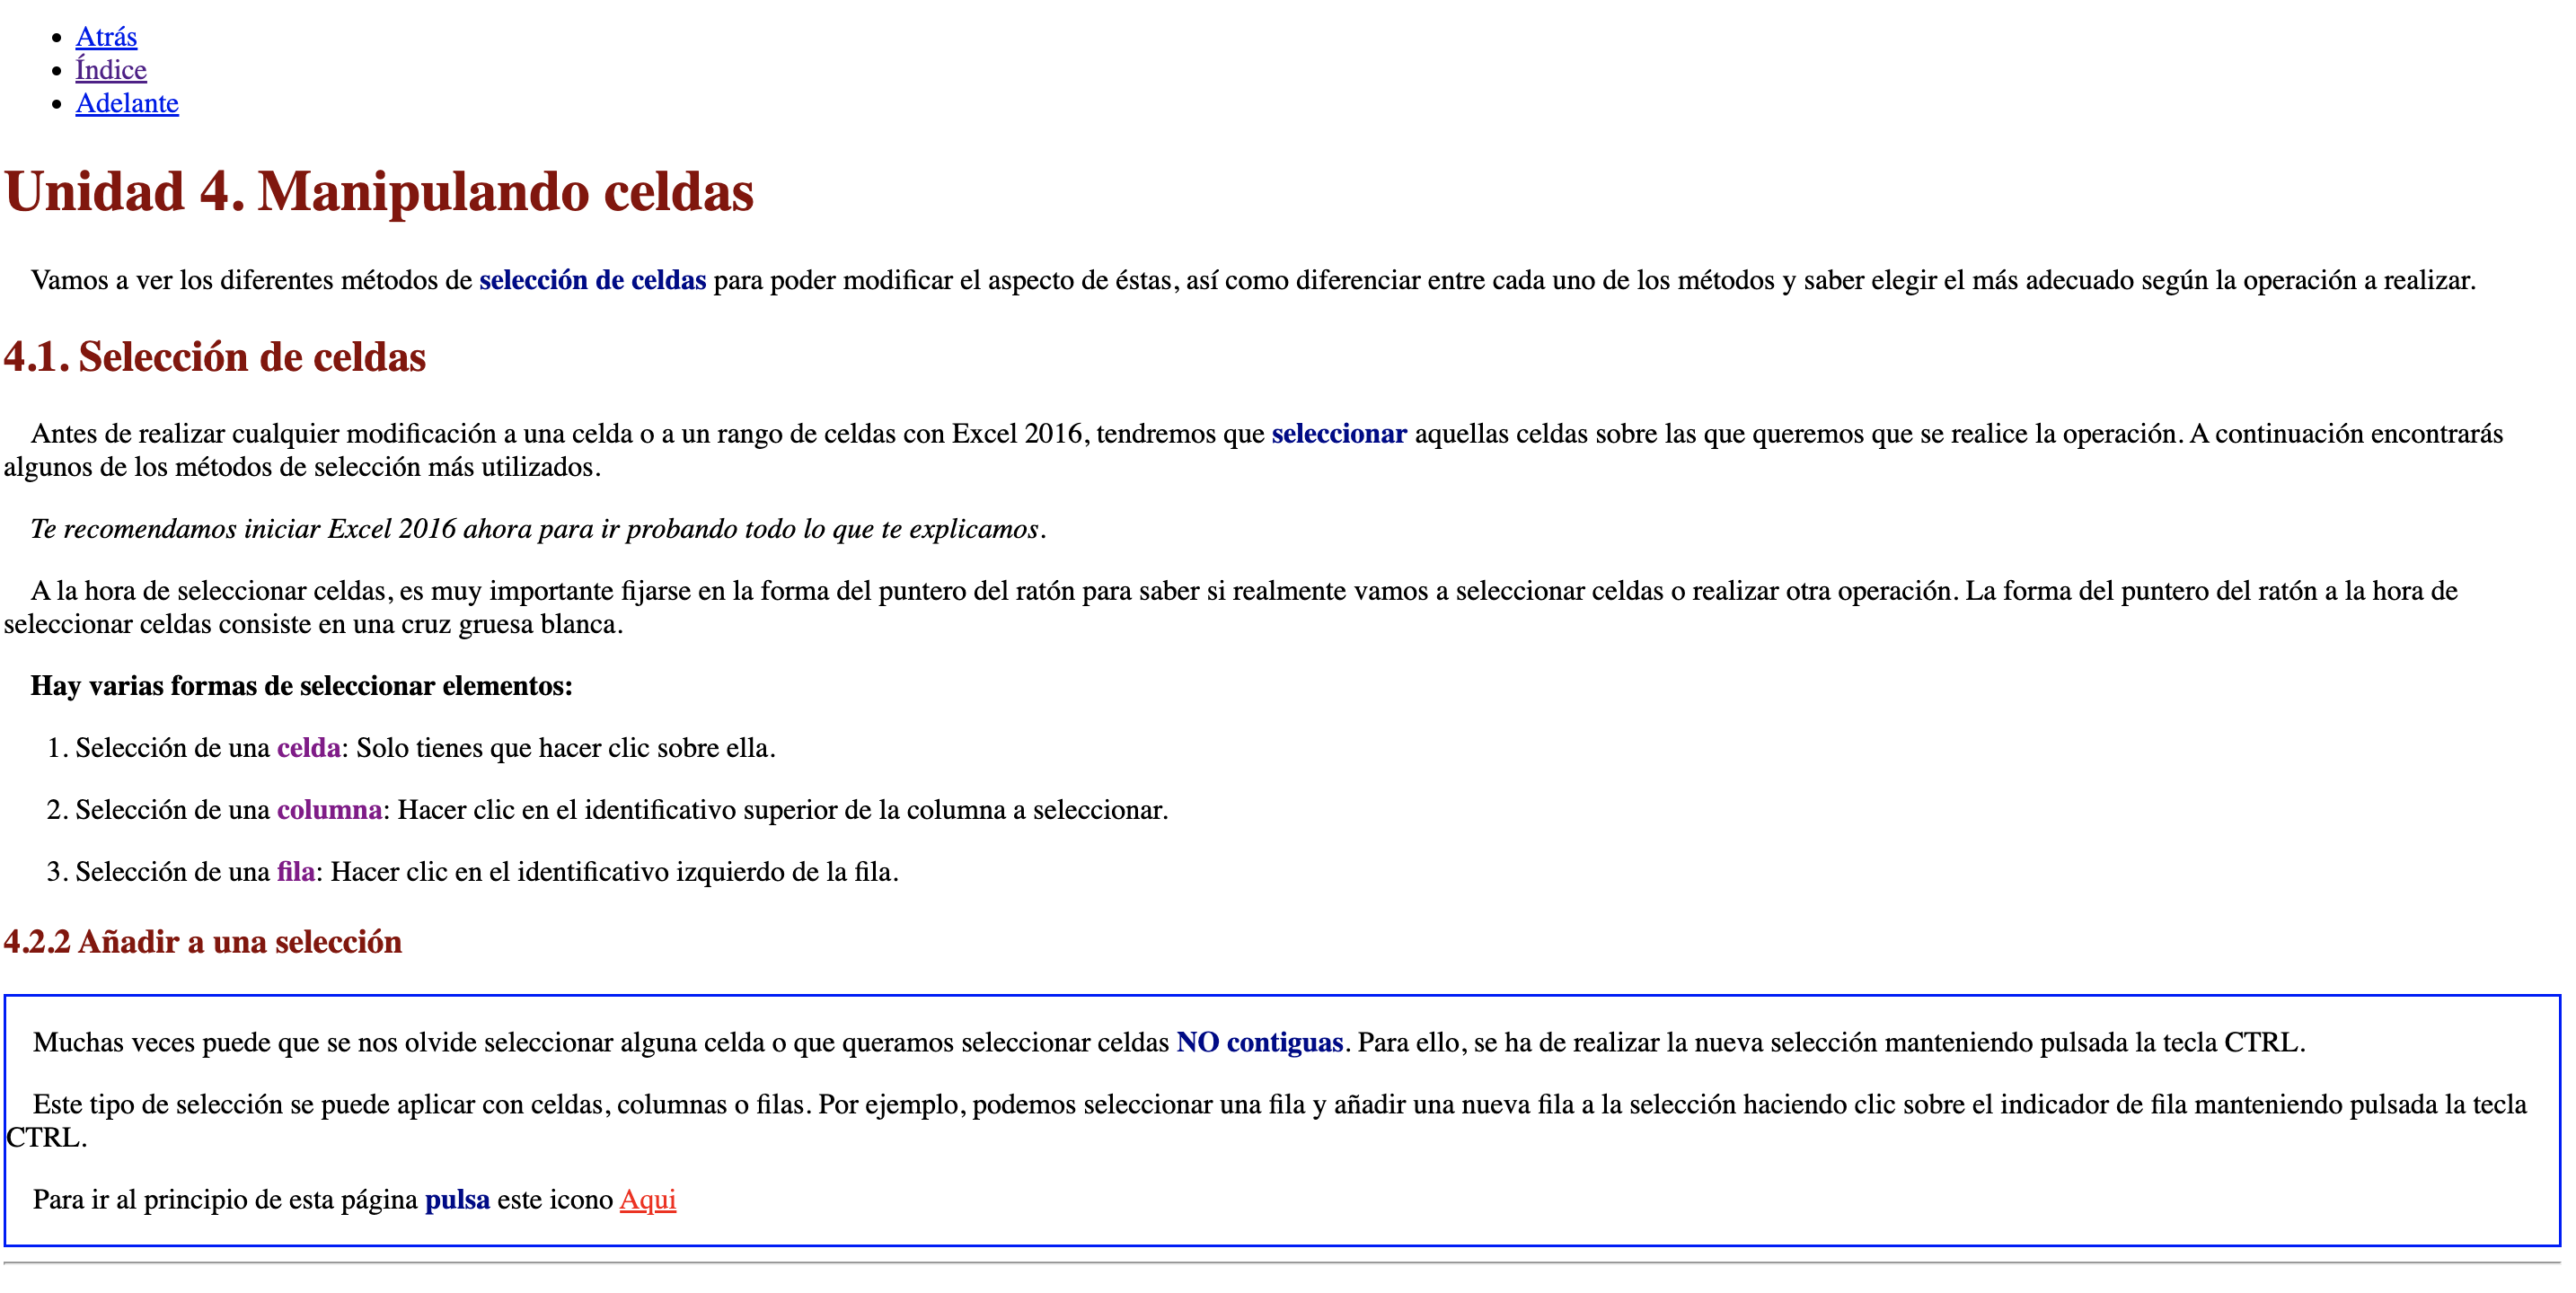 Atrás
Índice
Adelante
Unidad 4. Manipulando celdas
Vamos a ver los diferentes métodos de selección de celdas para poder modificar el aspecto de éstas, así como diferenciar entre cada uno de los métodos y saber elegir el más adecuado según la operación a realizar.
4.1. Selección de celdas
Antes de realizar cualquier modificación a una celda o a un rango de celdas con Excel 2016, tendremos que seleccionar aquellas celdas sobre las que queremos que se realice la operación. A continuación encontrarás
algunos de los métodos de selección más utilizados.
Te recomendamos iniciar Excel 2016 ahora para ir probando todo lo que te explicamos.
A la hora de seleccionar celdas, es muy importante fijarse en la forma del puntero del ratón para saber si realmente vamos a seleccionar celdas o realizar otra operación. La forma del puntero del ratón a la hora de
seleccionar celdas consiste en una cruz gruesa blanca.
Hay varias formas de seleccionar elementos:
1. Selección de una celda: Solo tienes que hacer clic sobre ella.
2. Selección de una columna: Hacer clic en el identificativo superior de la columna a seleccionar.
3. Selección de una fila: Hacer clic en el identificativo izquierdo de la fila.
4.2.2 Añadir a una selección
Muchas veces puede que se nos olvide seleccionar alguna celda o que queramos seleccionar celdas NO contiguas. Para ello, se ha de realizar la nueva selección manteniendo pulsada la tecla CTRL.
Este tipo de selección se puede aplicar con celdas, columnas o filas. Por ejemplo, podemos seleccionar una fila y añadir una nueva fila a la selección haciendo clic sobre el indicador de fila manteniendo pulsada la tecla
CTRL.
Para ir al principio de esta página pulsa este icono Aqui